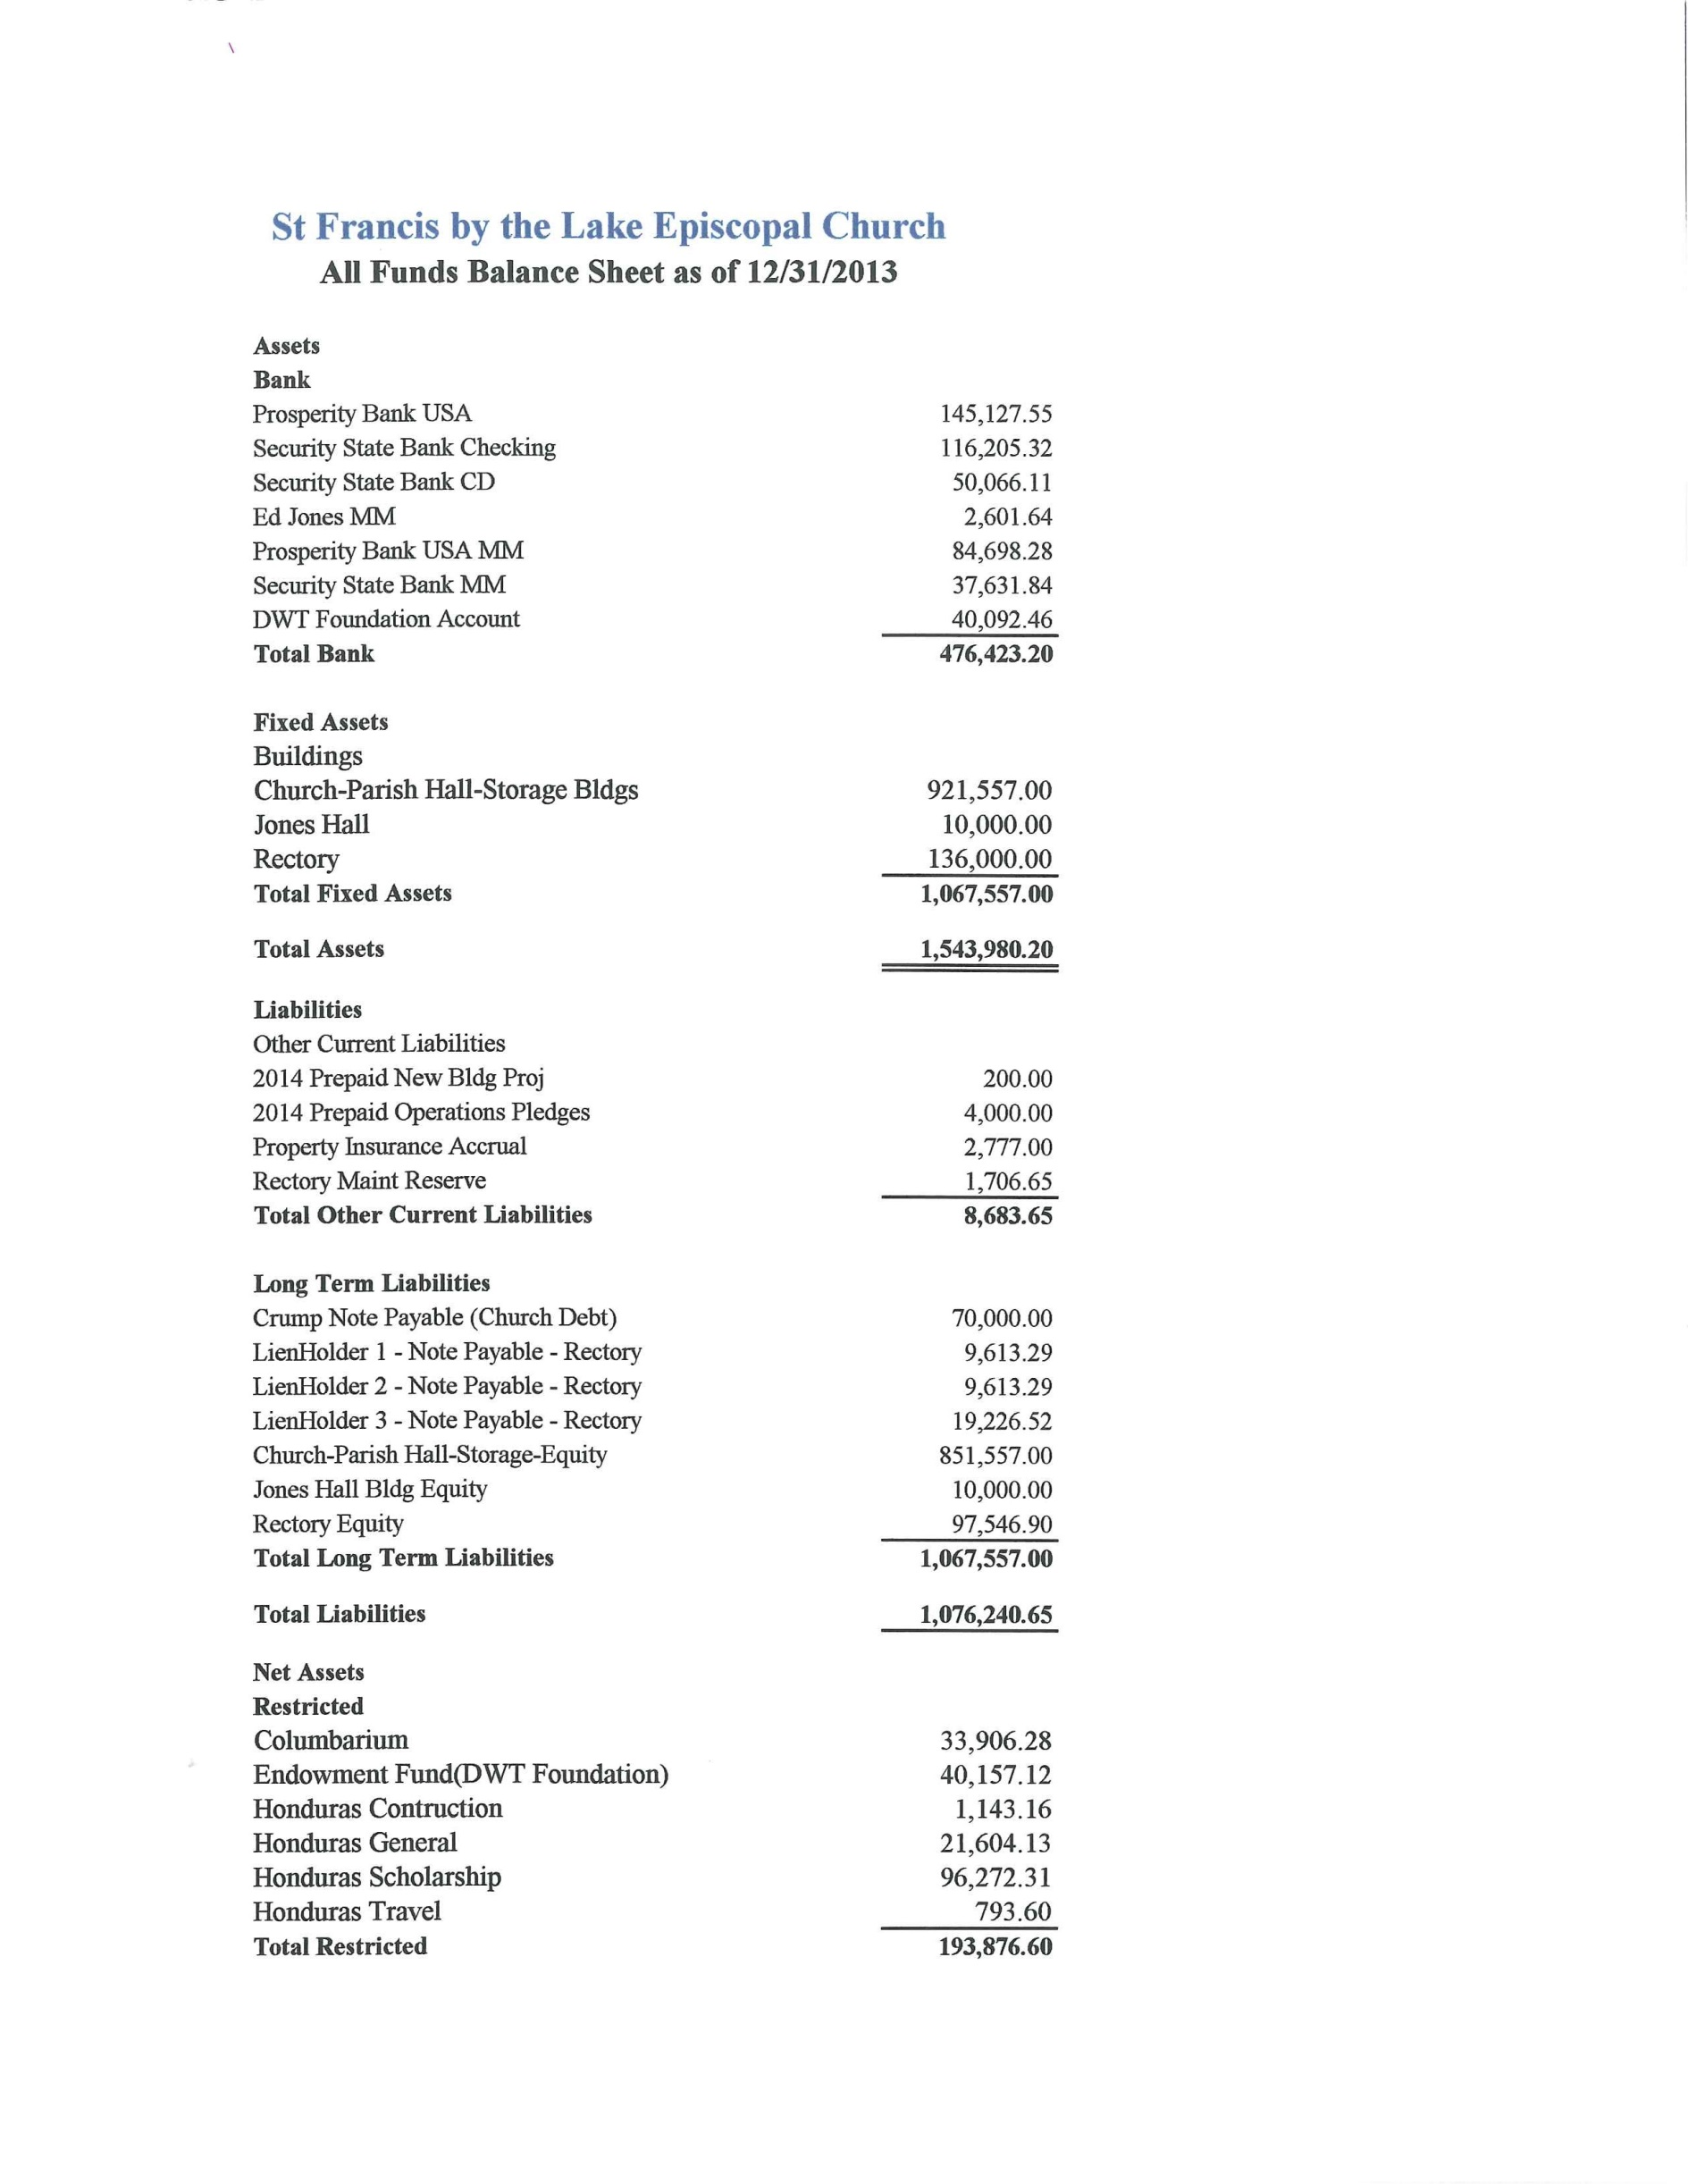 St Francis by the Lake Episcopal Church
All Funds Balance Sheet as of 12/31/2013
Assets
Bank
Prosperity Bank USA 145,127.55
Security State Bank Checking 116,205.32
Security State Bank CD 50,066.11
Ed Jones MM 2,601.64
Prosperity Bank USA MM 84,698.28
Security State Bank MM 37,631.84
DWT Foundation Account 40,092.46
Total Bank 476,423.20
Fixed Assets
Buildings
Church-Parish Hall-Storage Bldgs 921,557.00
Jones Hall 10,000.00
Rectory 136,000.00
Total Fixed Assets 1,067,557.00
Total Assets 1,543,980.20
Liabilities
Other Current Liabilities
2014 Prepaid New Bldg Proj 200.00
2014 Prepaid Operations Pledges 4,000.00
Property Insurance Accrual 2,777.00
Rectory Maint Reserve 1,706.65
Total Other Current Liabilities 8,683.65
Long Term Liabilities
Crump Note Payable (Church Debt) 70,000.00
LienHolder 1 - Note Payable - Rectory 9,613.29
LienHolder 2 - Note Payable - Rectory 9,613.29
LienHolder 3 - Note Payable - Rectory 19,226.52
Church-Parish Hall-Storage-Equity 851,557.00
Jones Hall Bldg Equity 10,000.00
Rectory Equity 97,546.90
Total Long Term Liabilities 1,067,557.00
Total Liabilities 1,076,240.65
Net Assets
Restricted
Columbarium 33,906.28
Endowment Fund(DWT Foundation) 40,157.12
Honduras Contruction 1,143.16
Honduras General 21,604.13
Honduras Scholarship 96,272.31
Honduras Travel 793.60
Total Restricted 193,876.60